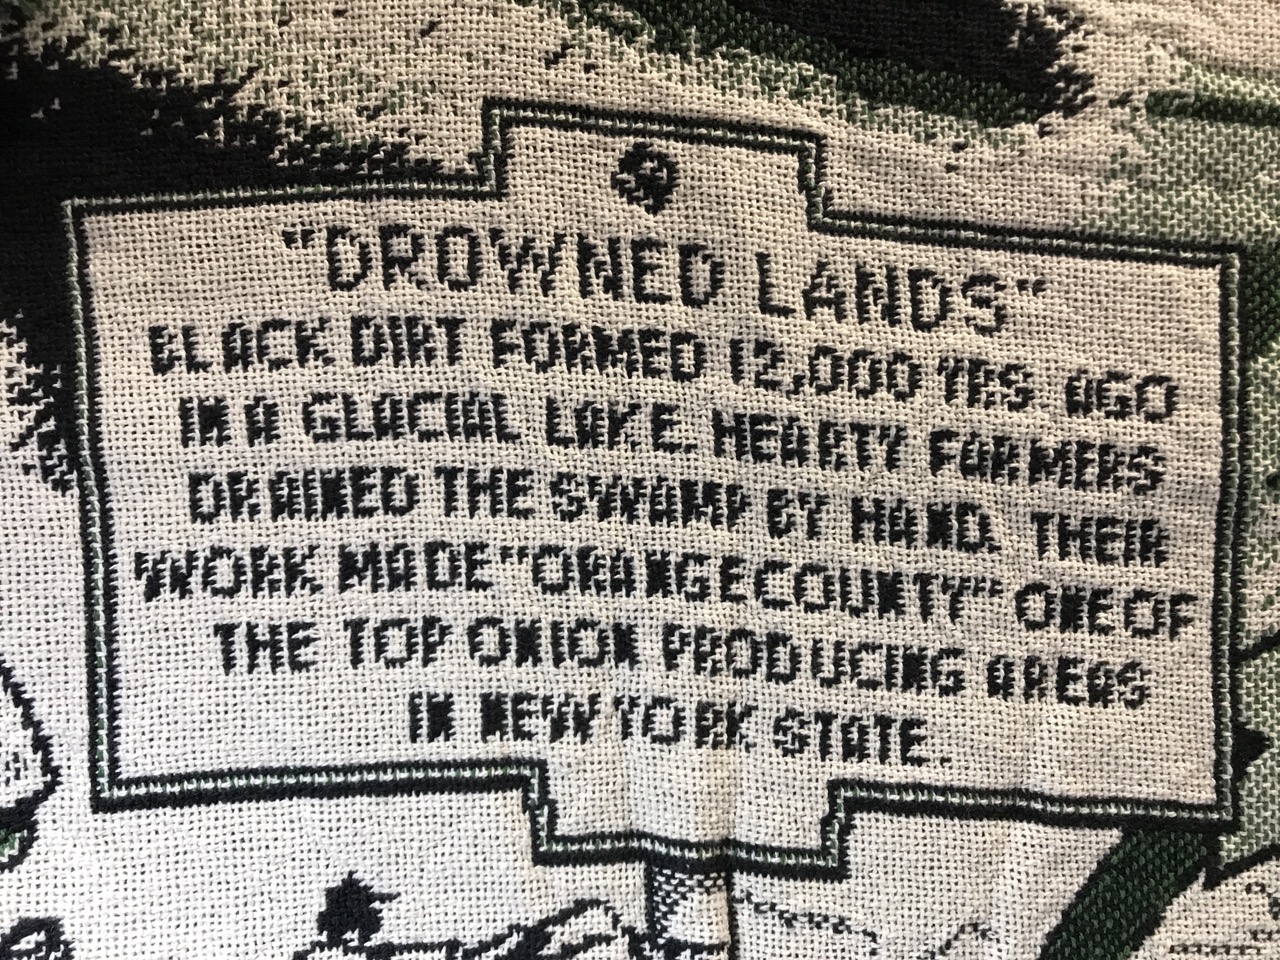 "DROWNED LANDS"
BLACK DIRT FORMED 12,000 YRS. AGO
IN A GLACIAL LAKE. HEARTY FARMERS
DRAINED THE SWAMP BY HAND. THEIR
WORK MADE "ORANGE COUNTY" ONE OF
THE TOP ONION PRODUCING AREAS
IN NEW YORK STATE.